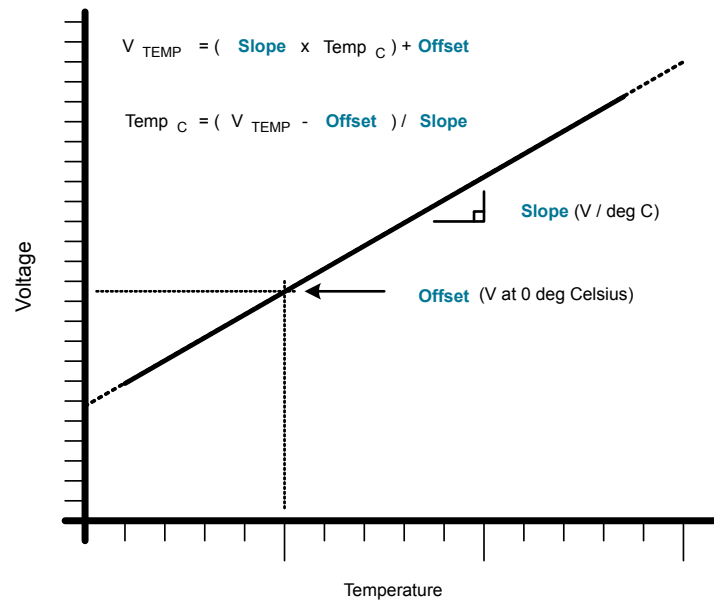 V TEMP = ( Slope x Temp C ) + Offset
Temp C = ( V TEMP - Offset ) / Slope
Slope (V / deg C)
Offset (V at 0 deg Celsius)
Voltage
Temperature